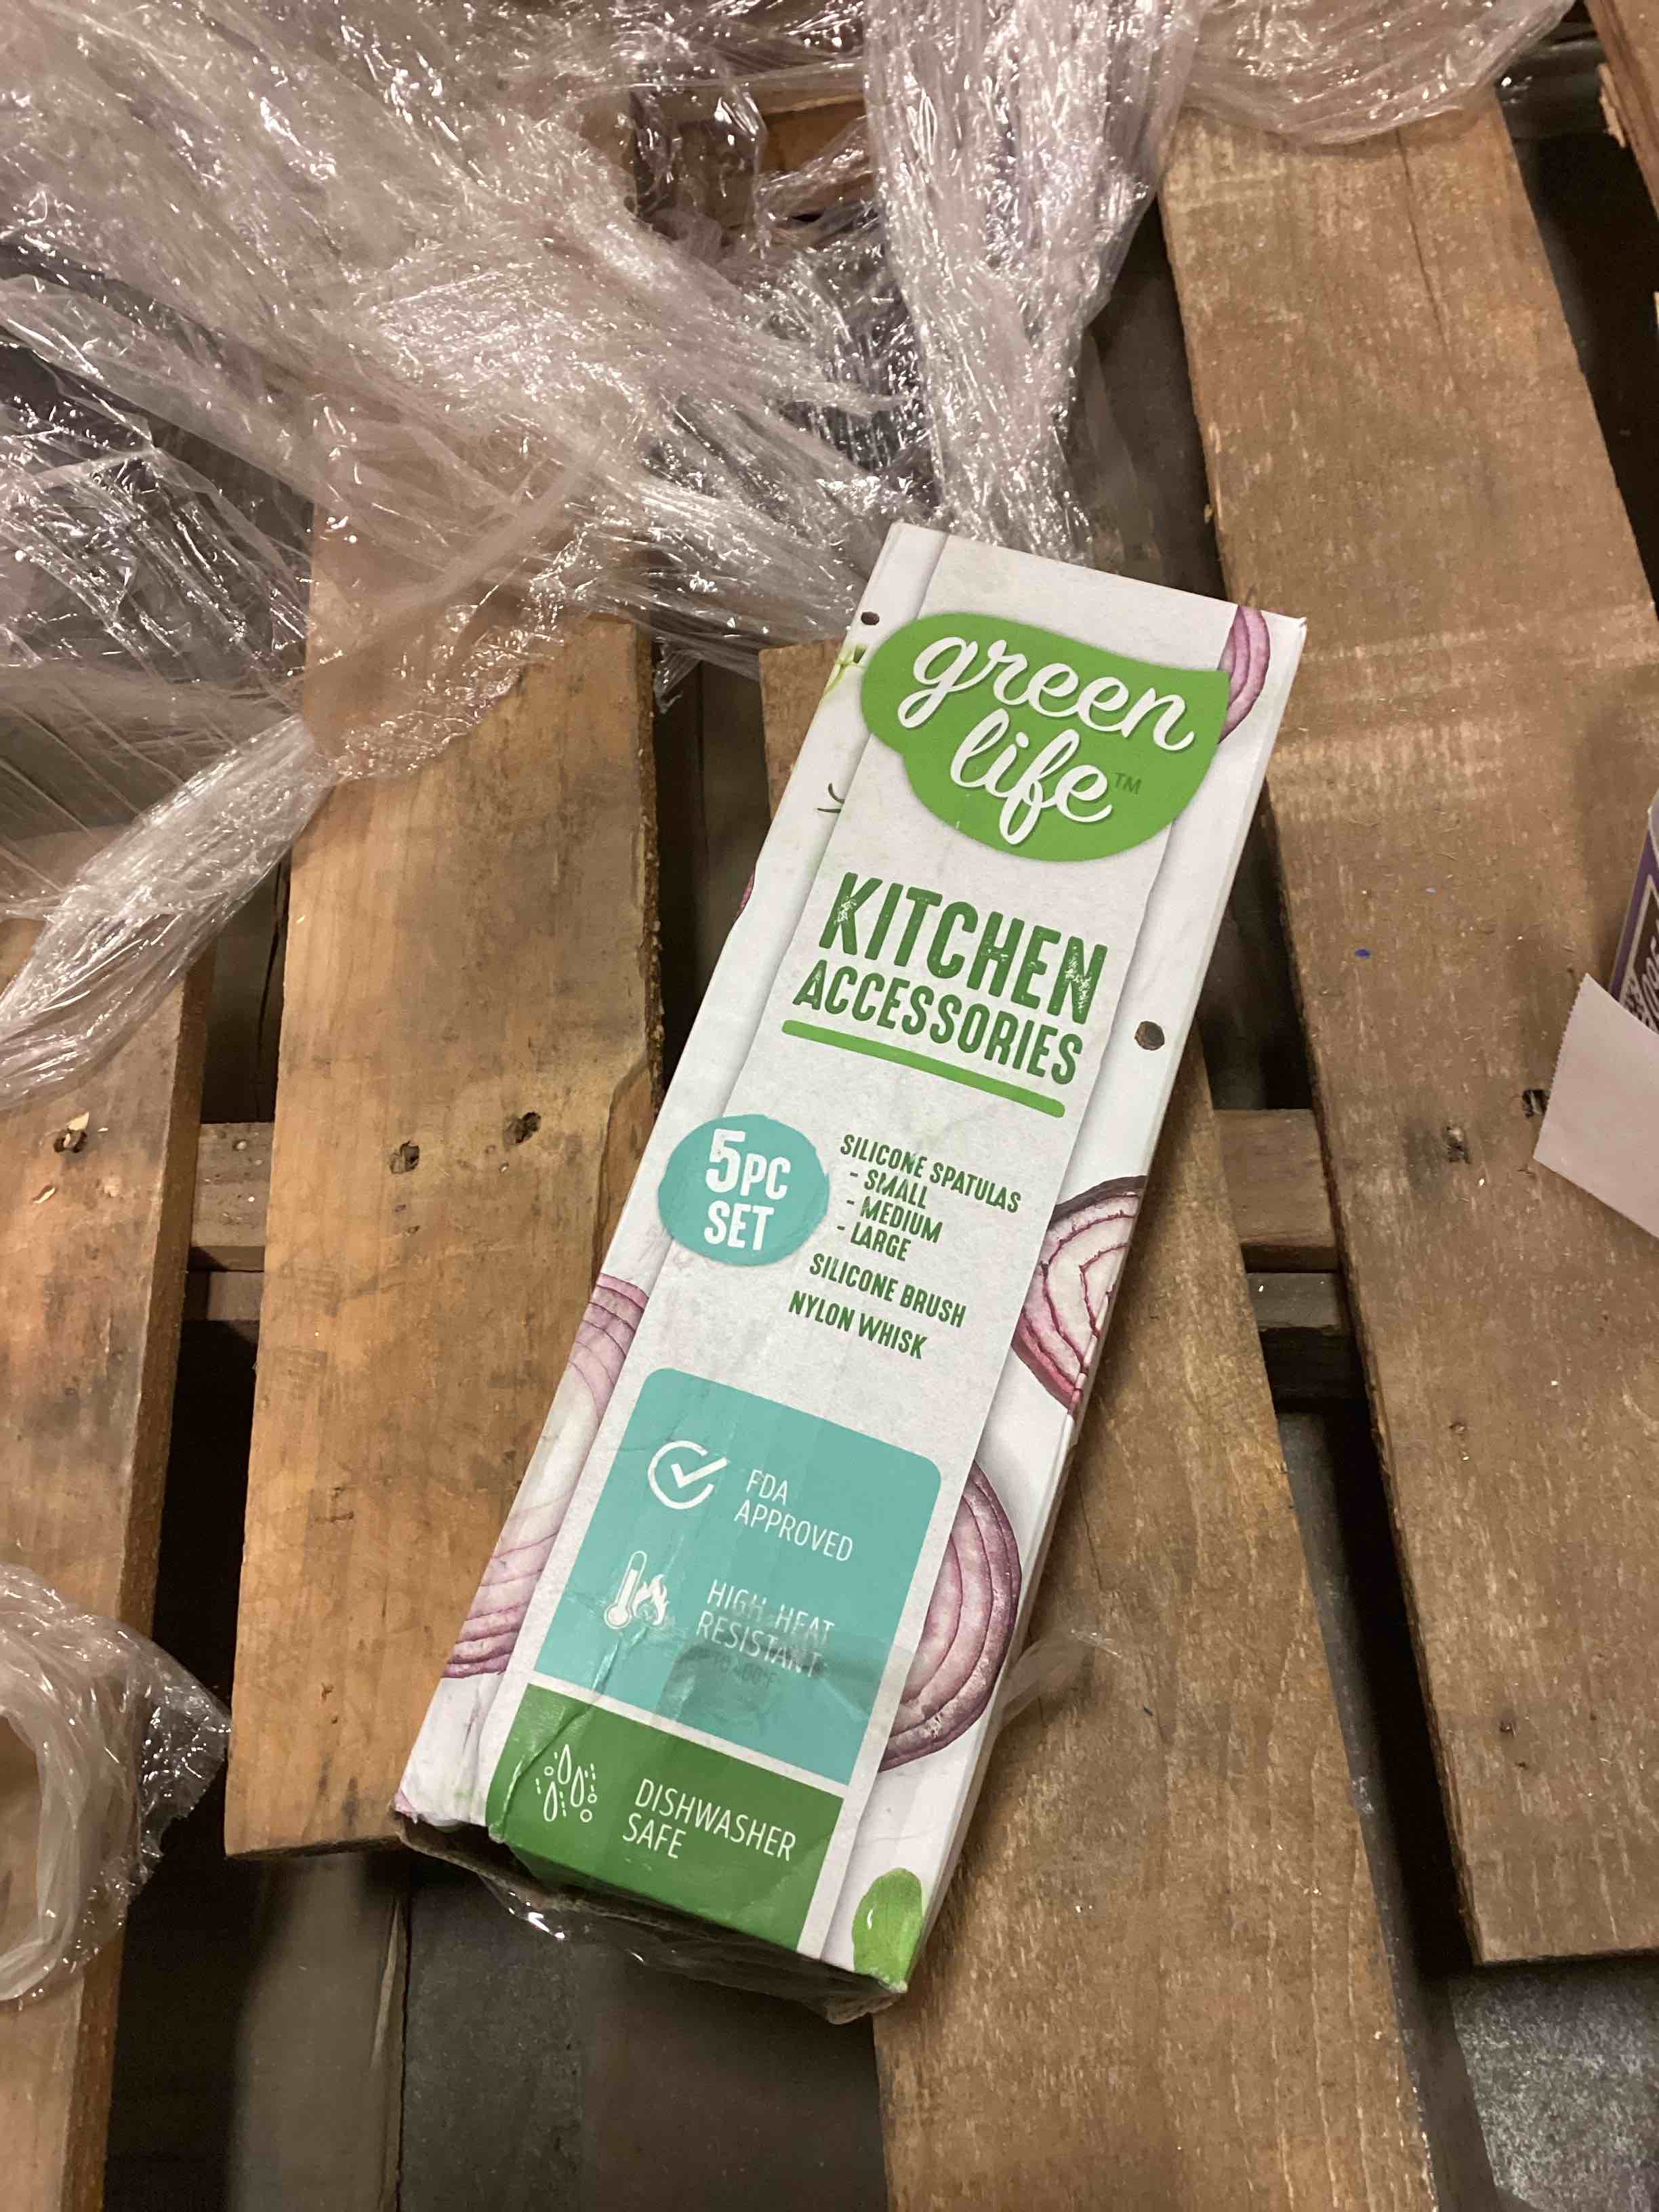 green
life™
KITCHEN
ACCESSORIES
5PC
SET
SILICONE SPATULAS
- SMALL
- MEDIUM
- LARGE
SILICONE BRUSH
NYLON WHISK
FDA
APPROVED
HIGH HEAT
RESISTANT
DISHWASHER
SAFE